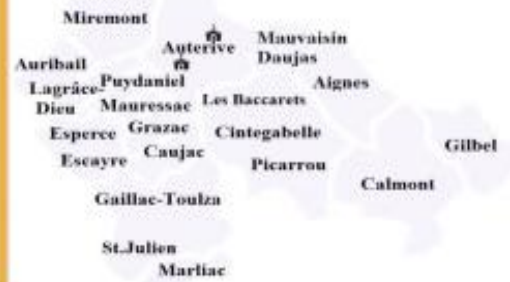 Miremont
Auterive
Mauvaisin
Daujas
Auribail
Lagrâce-
Dieu
Puydaniel
Aignes
Mauressac
Les Baccarets
Esperce
Grazac
Cintegabelle
Gilbel
Escayre
Caujac
Picarrou
Calmont
Gaillac-Toulza
St.Julien
Marliac